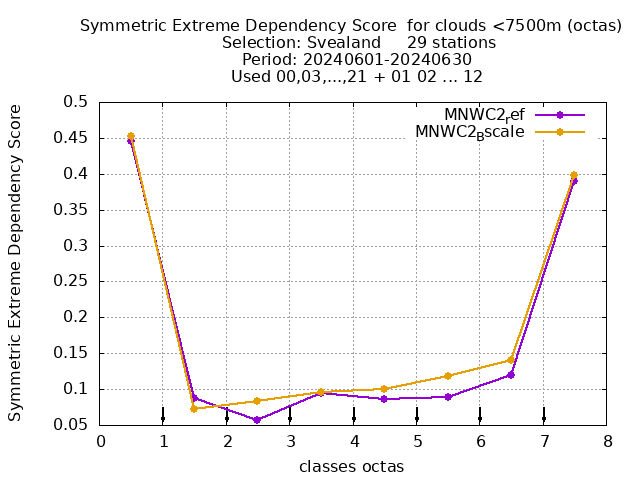 Symmetric Extreme Dependency Score  for clouds <7500m (octas)
Selection: Svealand     29 stations
Period: 20240601-20240630
Used 00,03,...,21 + 01 02 ... 12
MNWC2ref
MNWC2Bscale
Symmetric Extreme Dependency Score
0.5
0.45
0.4
0.35
0.3
0.25
0.2
0.15
0.1
0.05
0 1 2 3 4 5 6 7 8
classes octas